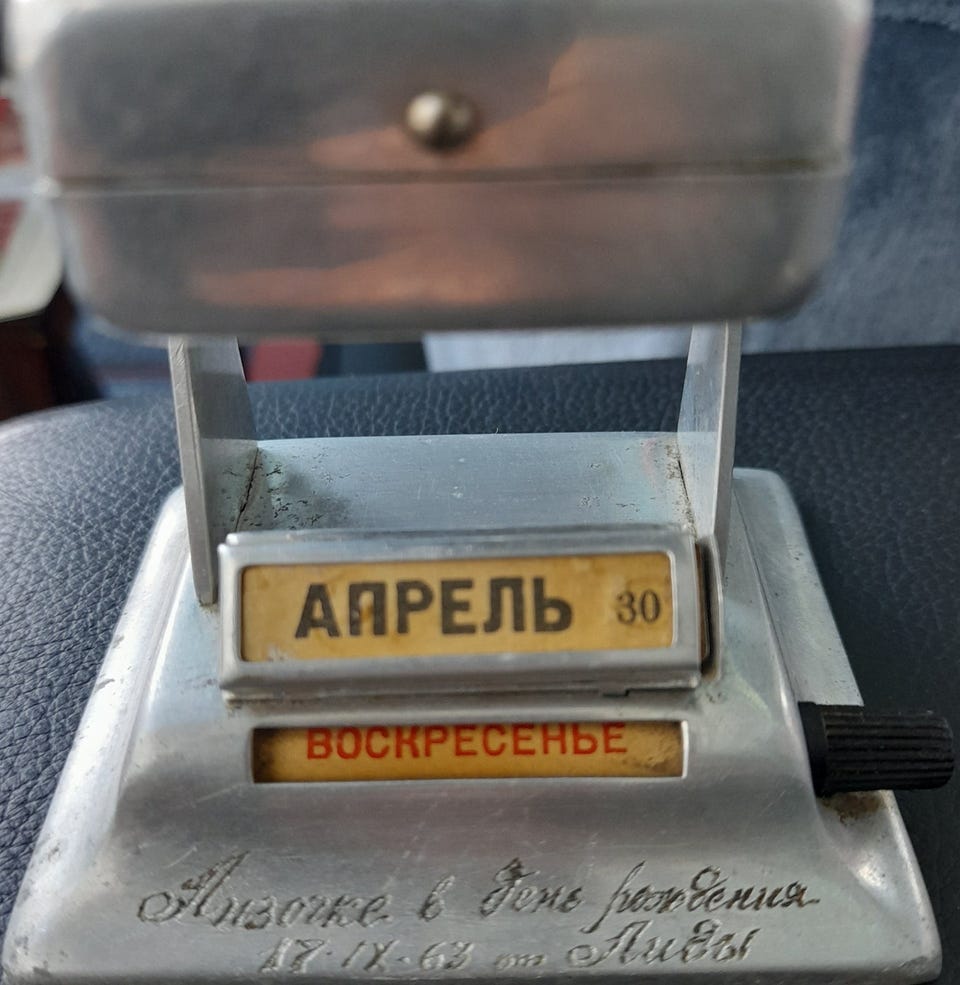 АПРЕЛЬ 30
ВОСКРЕСЕНЬЕ
Лизочке в день рождения
17·IX·63 от Лиды